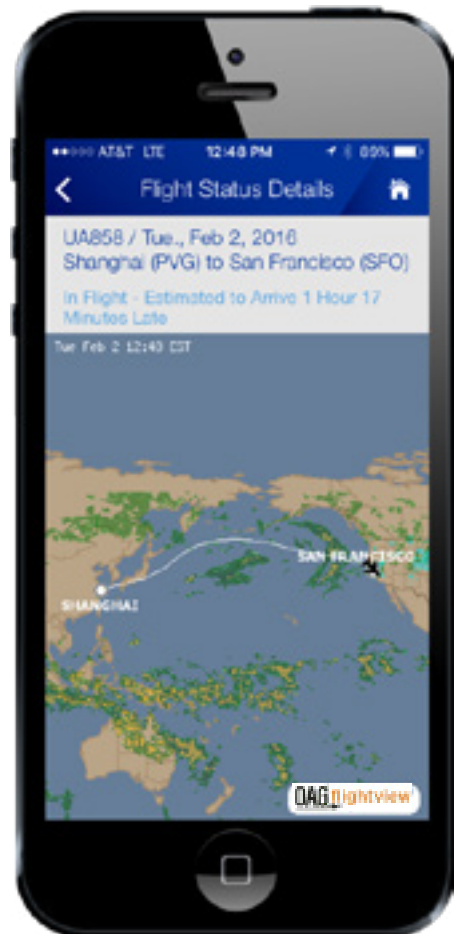 AT&T LTE 12:48 PM 89%
Flight Status Details
UA858 / Tue., Feb 2, 2016
Shanghai (PVG) to San Francisco (SFO)
In Flight - Estimated to Arrive 1 Hour 17
Minutes Late
Tue Feb 2 12:43 EST
SAN FRANCISCO
SHANGHAI
OAG flightview